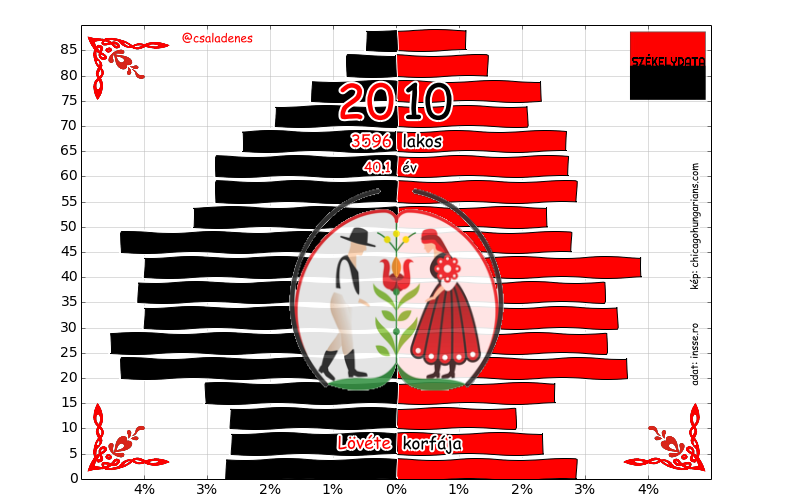 @csaladenes
SZÉKELYDATA
2010
3596 lakos
40.1 év
kép: chicagohungarians.com
adat: insse.ro
Lövéte korfája
85
80
75
70
65
60
55
50
45
40
35
30
25
20
15
10
5
0
4% 3% 2% 1% 0% 1% 2% 3% 4%